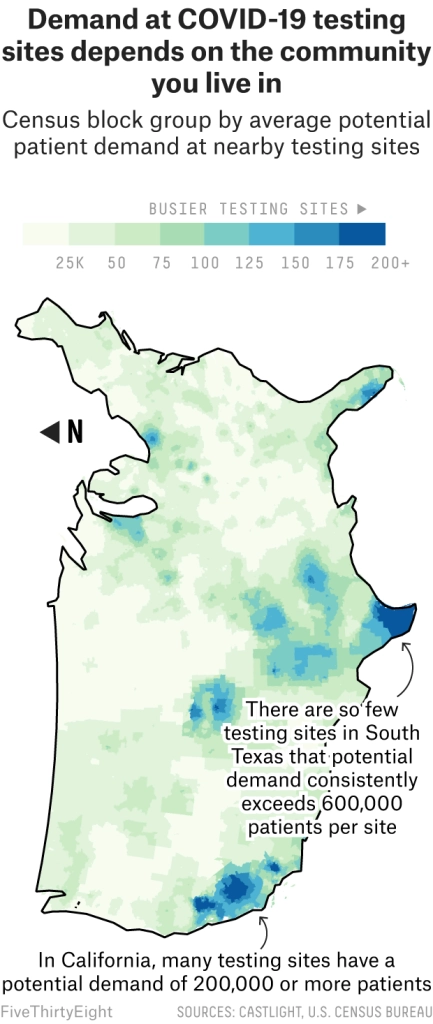 Demand at COVID-19 testing
sites depends on the community
you live in
Census block group by average potential
patient demand at nearby testing sites
BUSIER TESTING SITES ►
25K 50 75 100 125 150 175 200+
◄ N
There are so few
testing sites in South
Texas that potential
demand consistently
exceeds 600,000
patients per site
In California, many testing sites have a
potential demand of 200,000 or more patients
FiveThirtyEight SOURCES: CASTLIGHT, U.S. CENSUS BUREAU